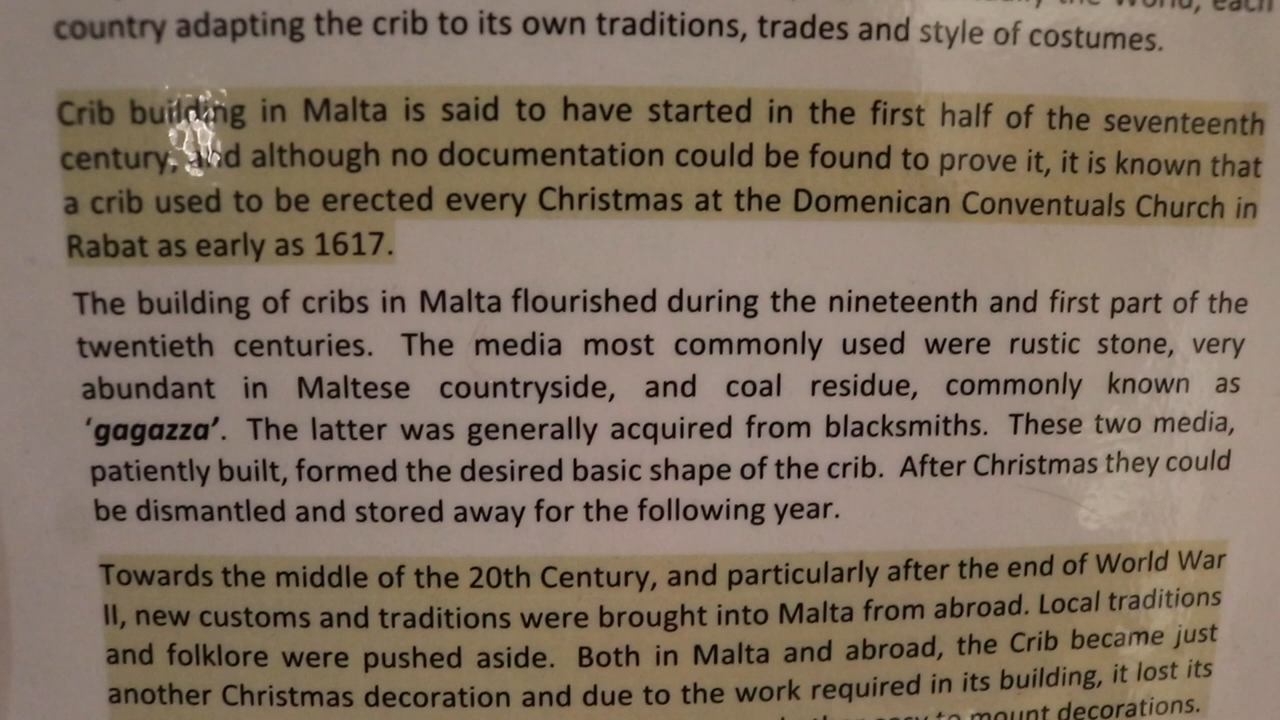 the World, each
country adapting the crib to its own traditions, trades and style of costumes.
Crib building in Malta is said to have started in the first half of the seventeenth
century, and although no documentation could be found to prove it, it is known that
a crib used to be erected every Christmas at the Domenican Conventuals Church in
Rabat as early as 1617.
The building of cribs in Malta flourished during the nineteenth and first part of the
twentieth centuries. The media most commonly used were rustic stone, very
abundant in Maltese countryside, and coal residue, commonly known as
‘gagazza’. The latter was generally acquired from blacksmiths. These two media,
patiently built, formed the desired basic shape of the crib. After Christmas they could
be dismantled and stored away for the following year.
Towards the middle of the 20th Century, and particularly after the end of World War
II, new customs and traditions were brought into Malta from abroad. Local traditions
and folklore were pushed aside. Both in Malta and abroad, the Crib became just
another Christmas decoration and due to the work required in its building, it lost its
easy to mount decorations.